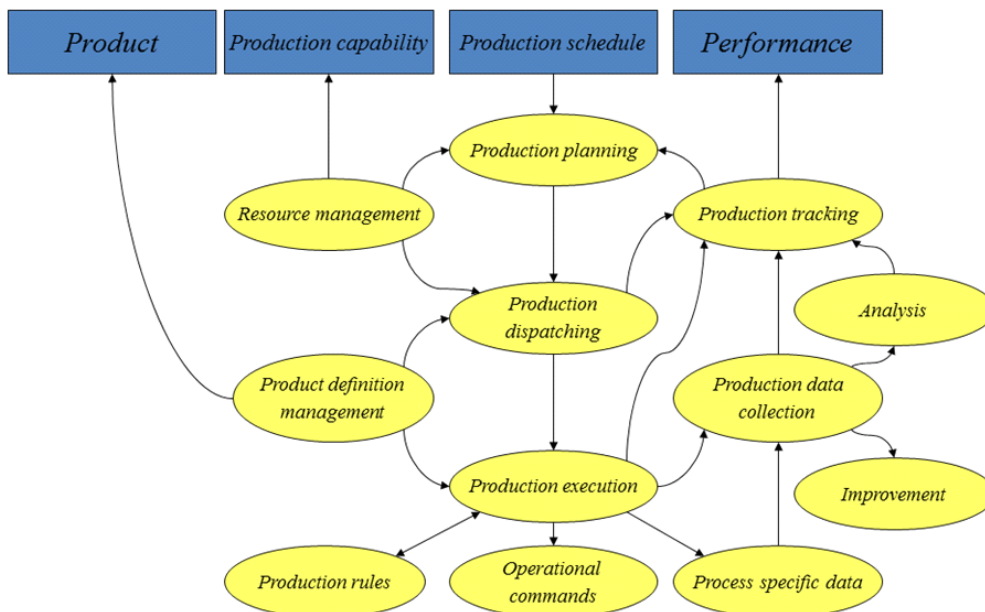 Product
Production capability
Production schedule
Performance
Production planning
Resource management
Production tracking
Production
dispatching
Analysis
Product definition
management
Production data
collection
Production execution
Improvement
Production rules
Operational
commands
Process specific data